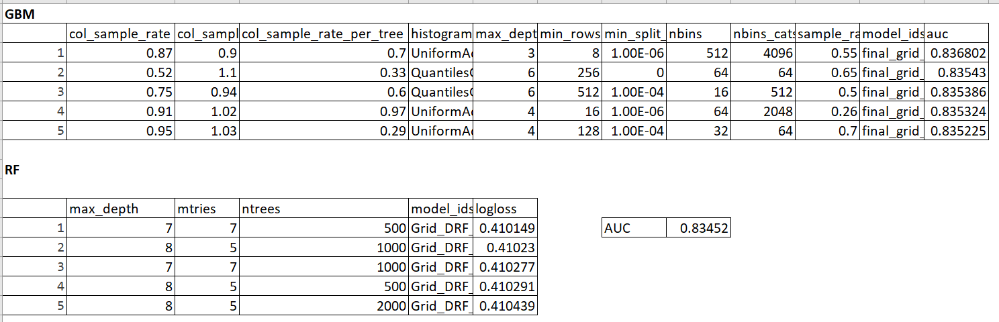 GBM
col_sample_rate col_sampl col_sample_rate_per_tree histogram max_dept min_rows min_split_ nbins nbins_cats sample_ra model_ids auc
1 0.87 0.9 0.7 UniformAd 3 8 1.00E-06 512 4096 0.55 final_grid_ 0.836802
2 0.52 1.1 0.33 QuantilesG 6 256 0 64 64 0.65 final_grid_ 0.83543
3 0.75 0.94 0.6 QuantilesG 6 512 1.00E-04 16 512 0.5 final_grid_ 0.835386
4 0.91 1.02 0.97 UniformAd 4 16 1.00E-06 64 2048 0.26 final_grid_ 0.835324
5 0.95 1.03 0.29 UniformAd 4 128 1.00E-04 32 64 0.7 final_grid_ 0.835225
RF
max_depth mtries ntrees model_ids logloss
1 7 7 500 Grid_DRF_ 0.410149 AUC 0.83452
2 8 5 1000 Grid_DRF_ 0.41023
3 7 7 1000 Grid_DRF_ 0.410277
4 8 5 500 Grid_DRF_ 0.410291
5 8 5 2000 Grid_DRF_ 0.410439